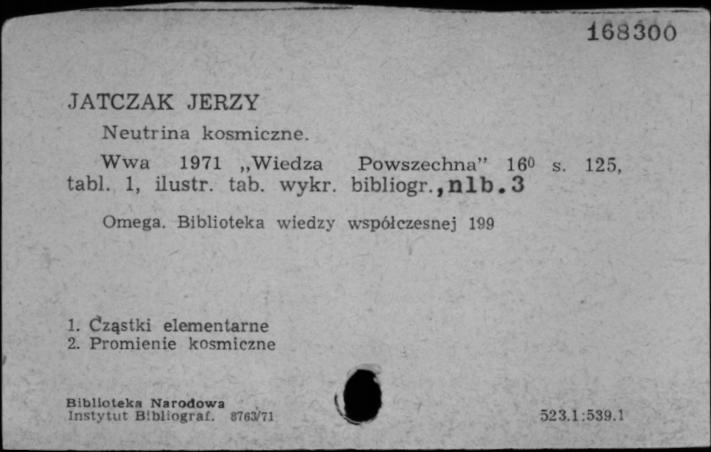 168300
JATCZAK JERZY
Neutrina kosmiczne.
Wwa 1971 „Wiedza Powszechna” 16⁰ s. 125,
tabl. 1, ilustr. tab. wykr. bibliogr., nlb. 3
Omega. Biblioteka wiedzy współczesnej 199
1. Cząstki elementarne
2. Promienie kosmiczne
Biblioteka Narodowa
Instytut Bibliograf. 8763/71
523.1:539.1